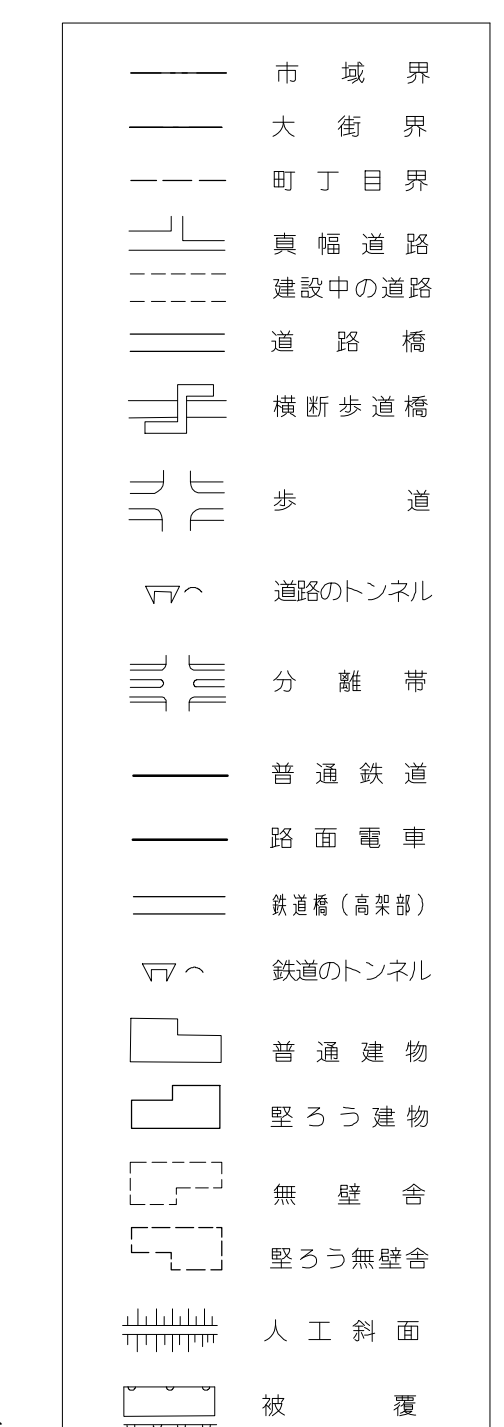 市域界
大街界
町丁目界
真幅道路
建設中の道路
道路橋
横断歩道橋
歩道
道路のトンネル
分離帯
普通鉄道
路面電車
鉄道橋(高架部)
鉄道のトンネル
普通建物
堅ろう建物
無壁舎
堅ろう無壁舎
人工斜面
被覆